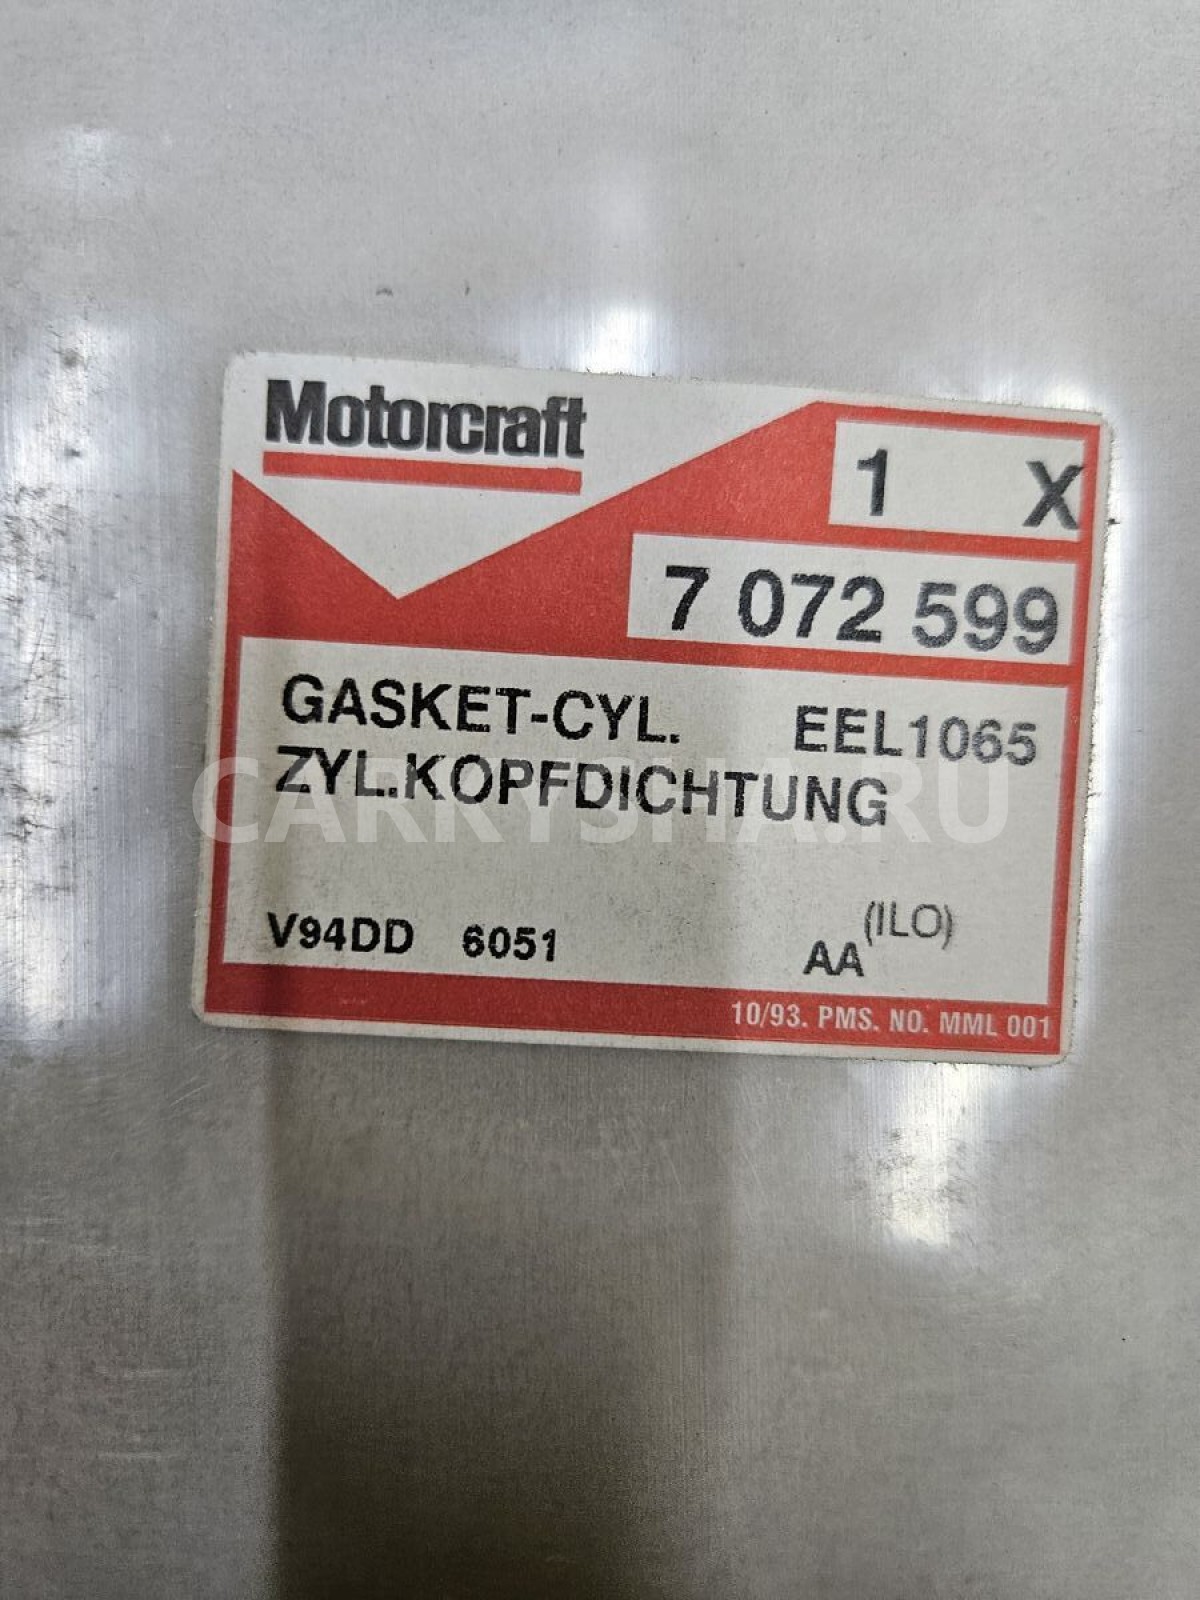 Motorcraft
1 X
7 072 599
GASKET-CYL. EEL1065
ZYL.KOPFDICHTUNG
CARRYSHA.RU
(ILO)
V94DD 6051 AA
10/93. PMS. NO. MML 001